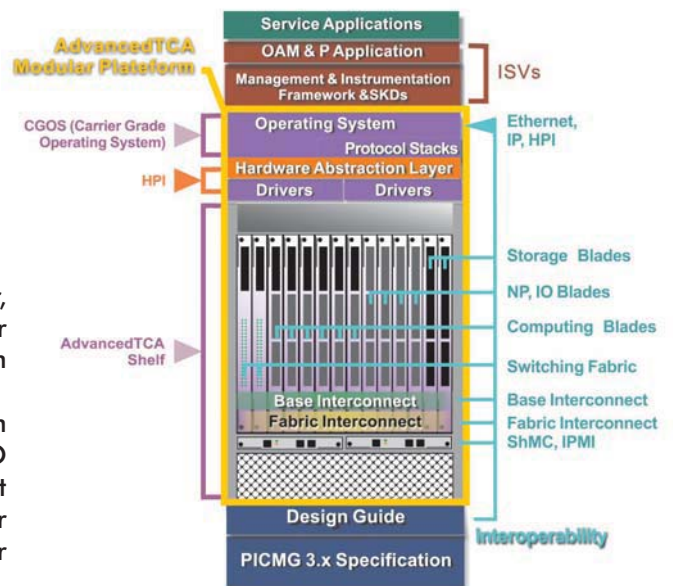 Service Applications
AdvancedTCA
Modular Plateform
OAM & P Application
Management & Instrumentation
Framework &SKDs
ISVs
CGOS (Carrier Grade
Operating System)
Operating System
Protocol Stacks
Ethernet,
IP, HPI
HPI
Hardware Abstraction Layer
Drivers
Drivers
AdvancedTCA
Shelf
Storage Blades
NP, IO Blades
Computing Blades
Switching Fabric
Base Interconnect
Base Interconnect
Fabric Interconnect
Fabric Interconnect
ShMC, IPMI
Design Guide
Interoperability
PICMG 3.x Specification